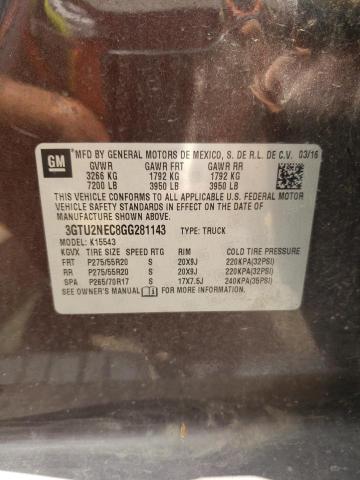 GM MFD BY GENERAL MOTORS DE MEXICO, S. DE R.L. DE C.V. 03/16
GVWR GAWR FRT GAWR RR
3266 KG 1792 KG 1792 KG
7200 LB 3950 LB 3950 LB
THIS VEHICLE CONFORMS TO ALL APPLICABLE U.S. FEDERAL MOTOR
VEHICLE SAFETY, BUMPER, AND THEFT PREVENTION STANDARDS
IN EFFECT ON THE DATE OF MANUFACTURE SHOWN ABOVE.
3GTU2NEC8GG281143 TYPE: TRUCK
MODEL: K15543
KGVX TIRE SIZE SPEED RTG RIM COLD TIRE PRESSURE
FRT P275/55R20 S 20X9J 220KPA(32PSI)
RR P275/55R20 S 20X9J 220KPA(32PSI)
SPA P265/70R17 S 17X7.5J 240KPA(35PSI)
SEE OWNER'S MANUAL FOR MORE INFORMATION.